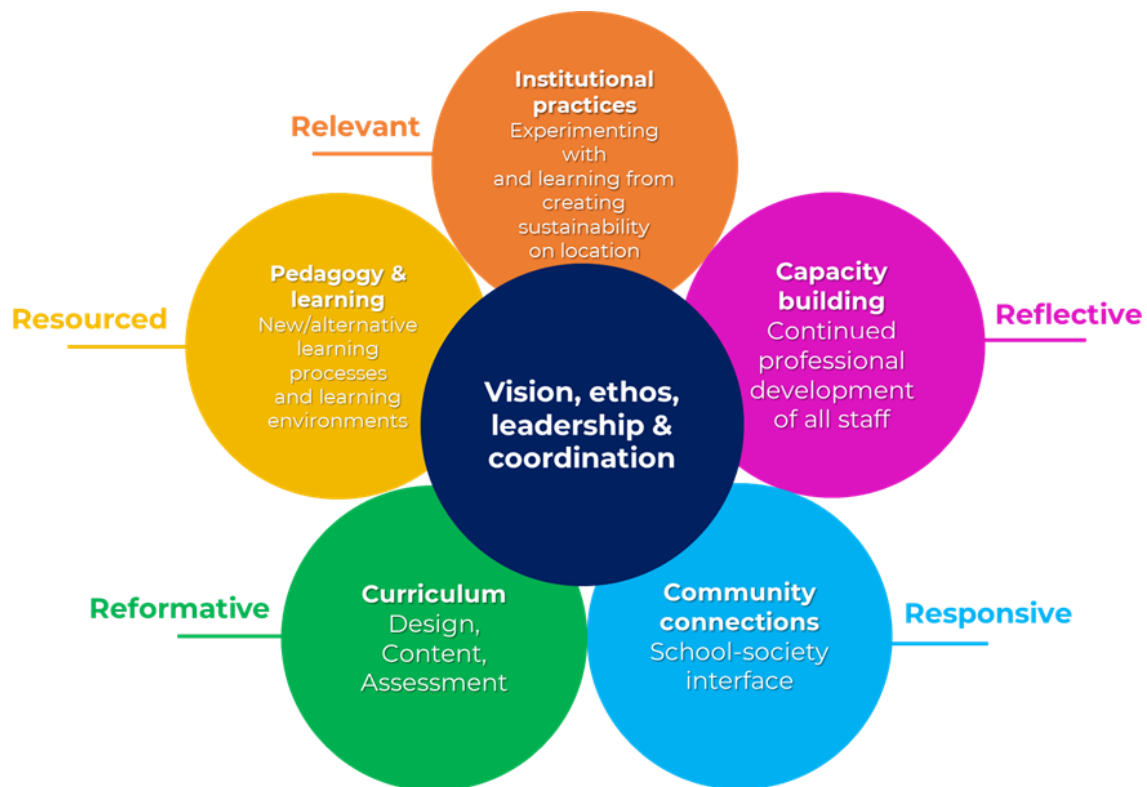 Relevant
Institutional
practices
Experimenting
with
and learning from
creating
sustainability
on location
Resourced
Pedagogy &
learning
New/alternative
learning
processes
and learning
environments
Capacity
building
Continued
professional
development
of all staff
Reflective
Vision, ethos,
leadership &
coordination
Reformative
Curriculum
Design,
Content,
Assessment
Community
connections
School-society
interface
Responsive